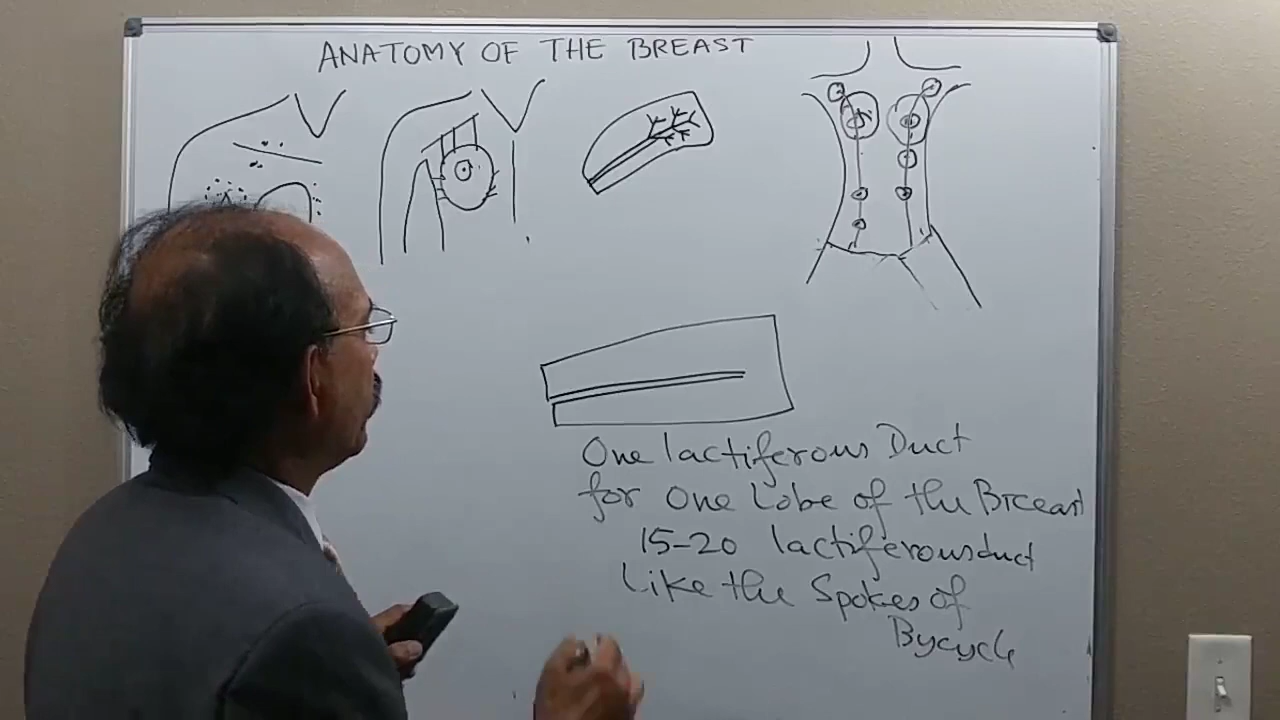 ANATOMY OF THE BREAST
One lactiferous Duct
for One Lobe of the Breast
15-20 lactiferousduct
Like the Spokes of
Bycycle